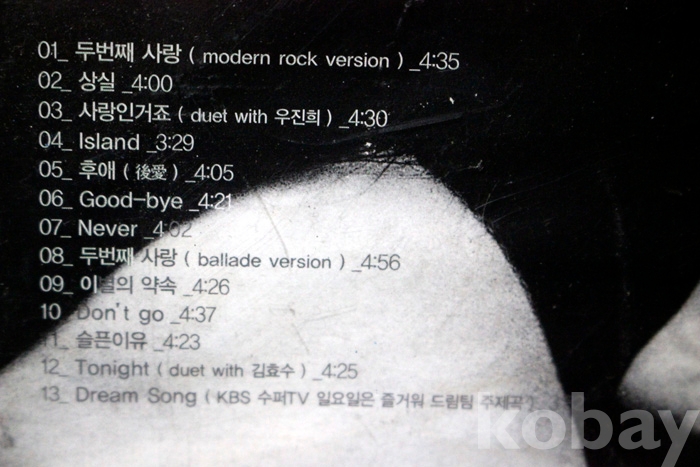 01_ 두번째 사랑 ( modern rock version ) _4:35
02_ 상실 _4:00
03_ 사랑인거죠 ( duet with 우진희 ) _4:30
04_ Island _3:29
05_ 후애 ( 後愛 ) _4:05
06_ Good-bye _4:21
07_ Never _4:02
08_ 두번째 사랑 ( ballade version ) _4:56
09_ 이별의 약속 _4:26
10_ Don't go _4:37
11_ 슬픈이유 _4:23
12_ Tonight ( duet with 김효수 ) _4:25
13_ Dream Song ( KBS 수퍼TV 일요일은 즐거워 드림팀 주제곡 )
kobay